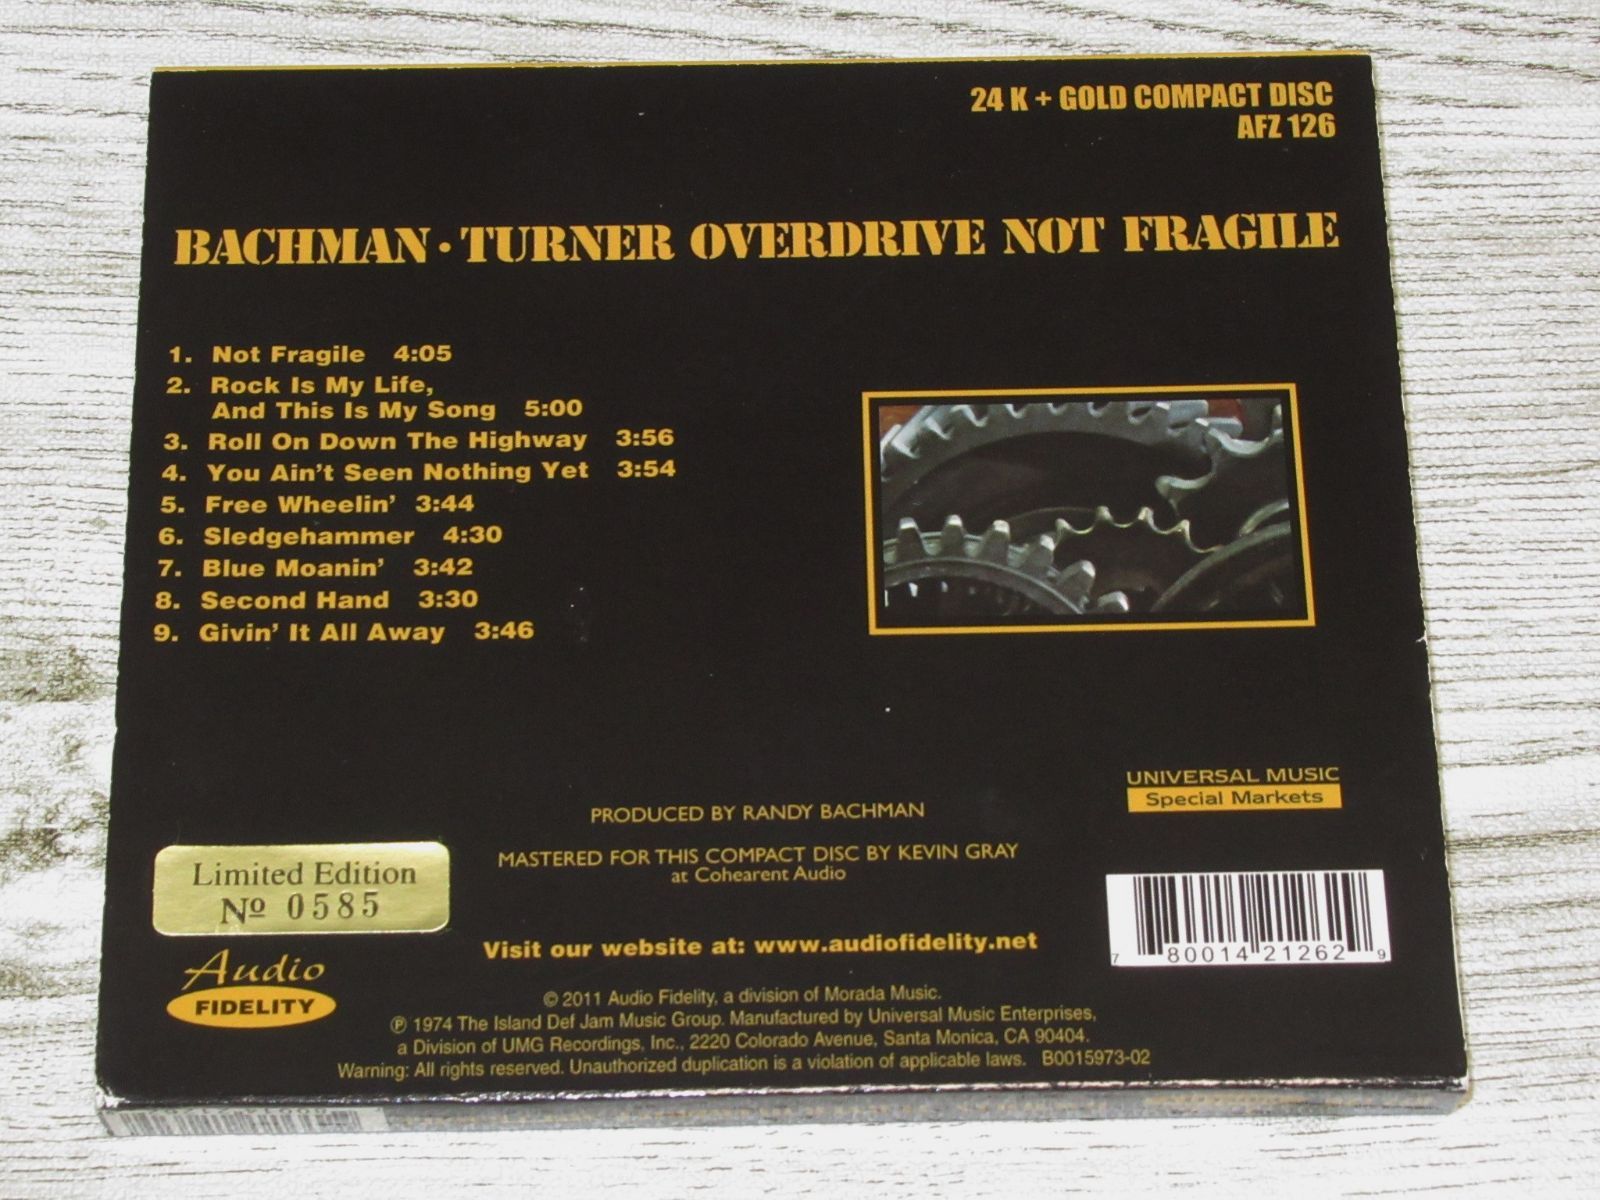 24 K + GOLD COMPACT DISC
AFZ 126
BACHMAN · TURNER OVERDRIVE NOT FRAGILE
1. Not Fragile 4:05
2. Rock Is My Life,
And This Is My Song 5:00
3. Roll On Down The Highway 3:56
4. You Ain't Seen Nothing Yet 3:54
5. Free Wheelin' 3:44
6. Sledgehammer 4:30
7. Blue Moanin' 3:42
8. Second Hand 3:30
9. Givin' It All Away 3:46
UNIVERSAL MUSIC
Special Markets
PRODUCED BY RANDY BACHMAN
MASTERED FOR THIS COMPACT DISC BY KEVIN GRAY
at Cohearent Audio
Limited Edition
Nº 0585
Visit our website at: www.audiofidelity.net
7 80014 21262 9
Audio
FIDELITY
© 2011 Audio Fidelity, a division of Morada Music.
℗ 1974 The Island Def Jam Music Group. Manufactured by Universal Music Enterprises,
a Division of UMG Recordings, Inc., 2220 Colorado Avenue, Santa Monica, CA 90404.
Warning: All rights reserved. Unauthorized duplication is a violation of applicable laws. B0015973-02